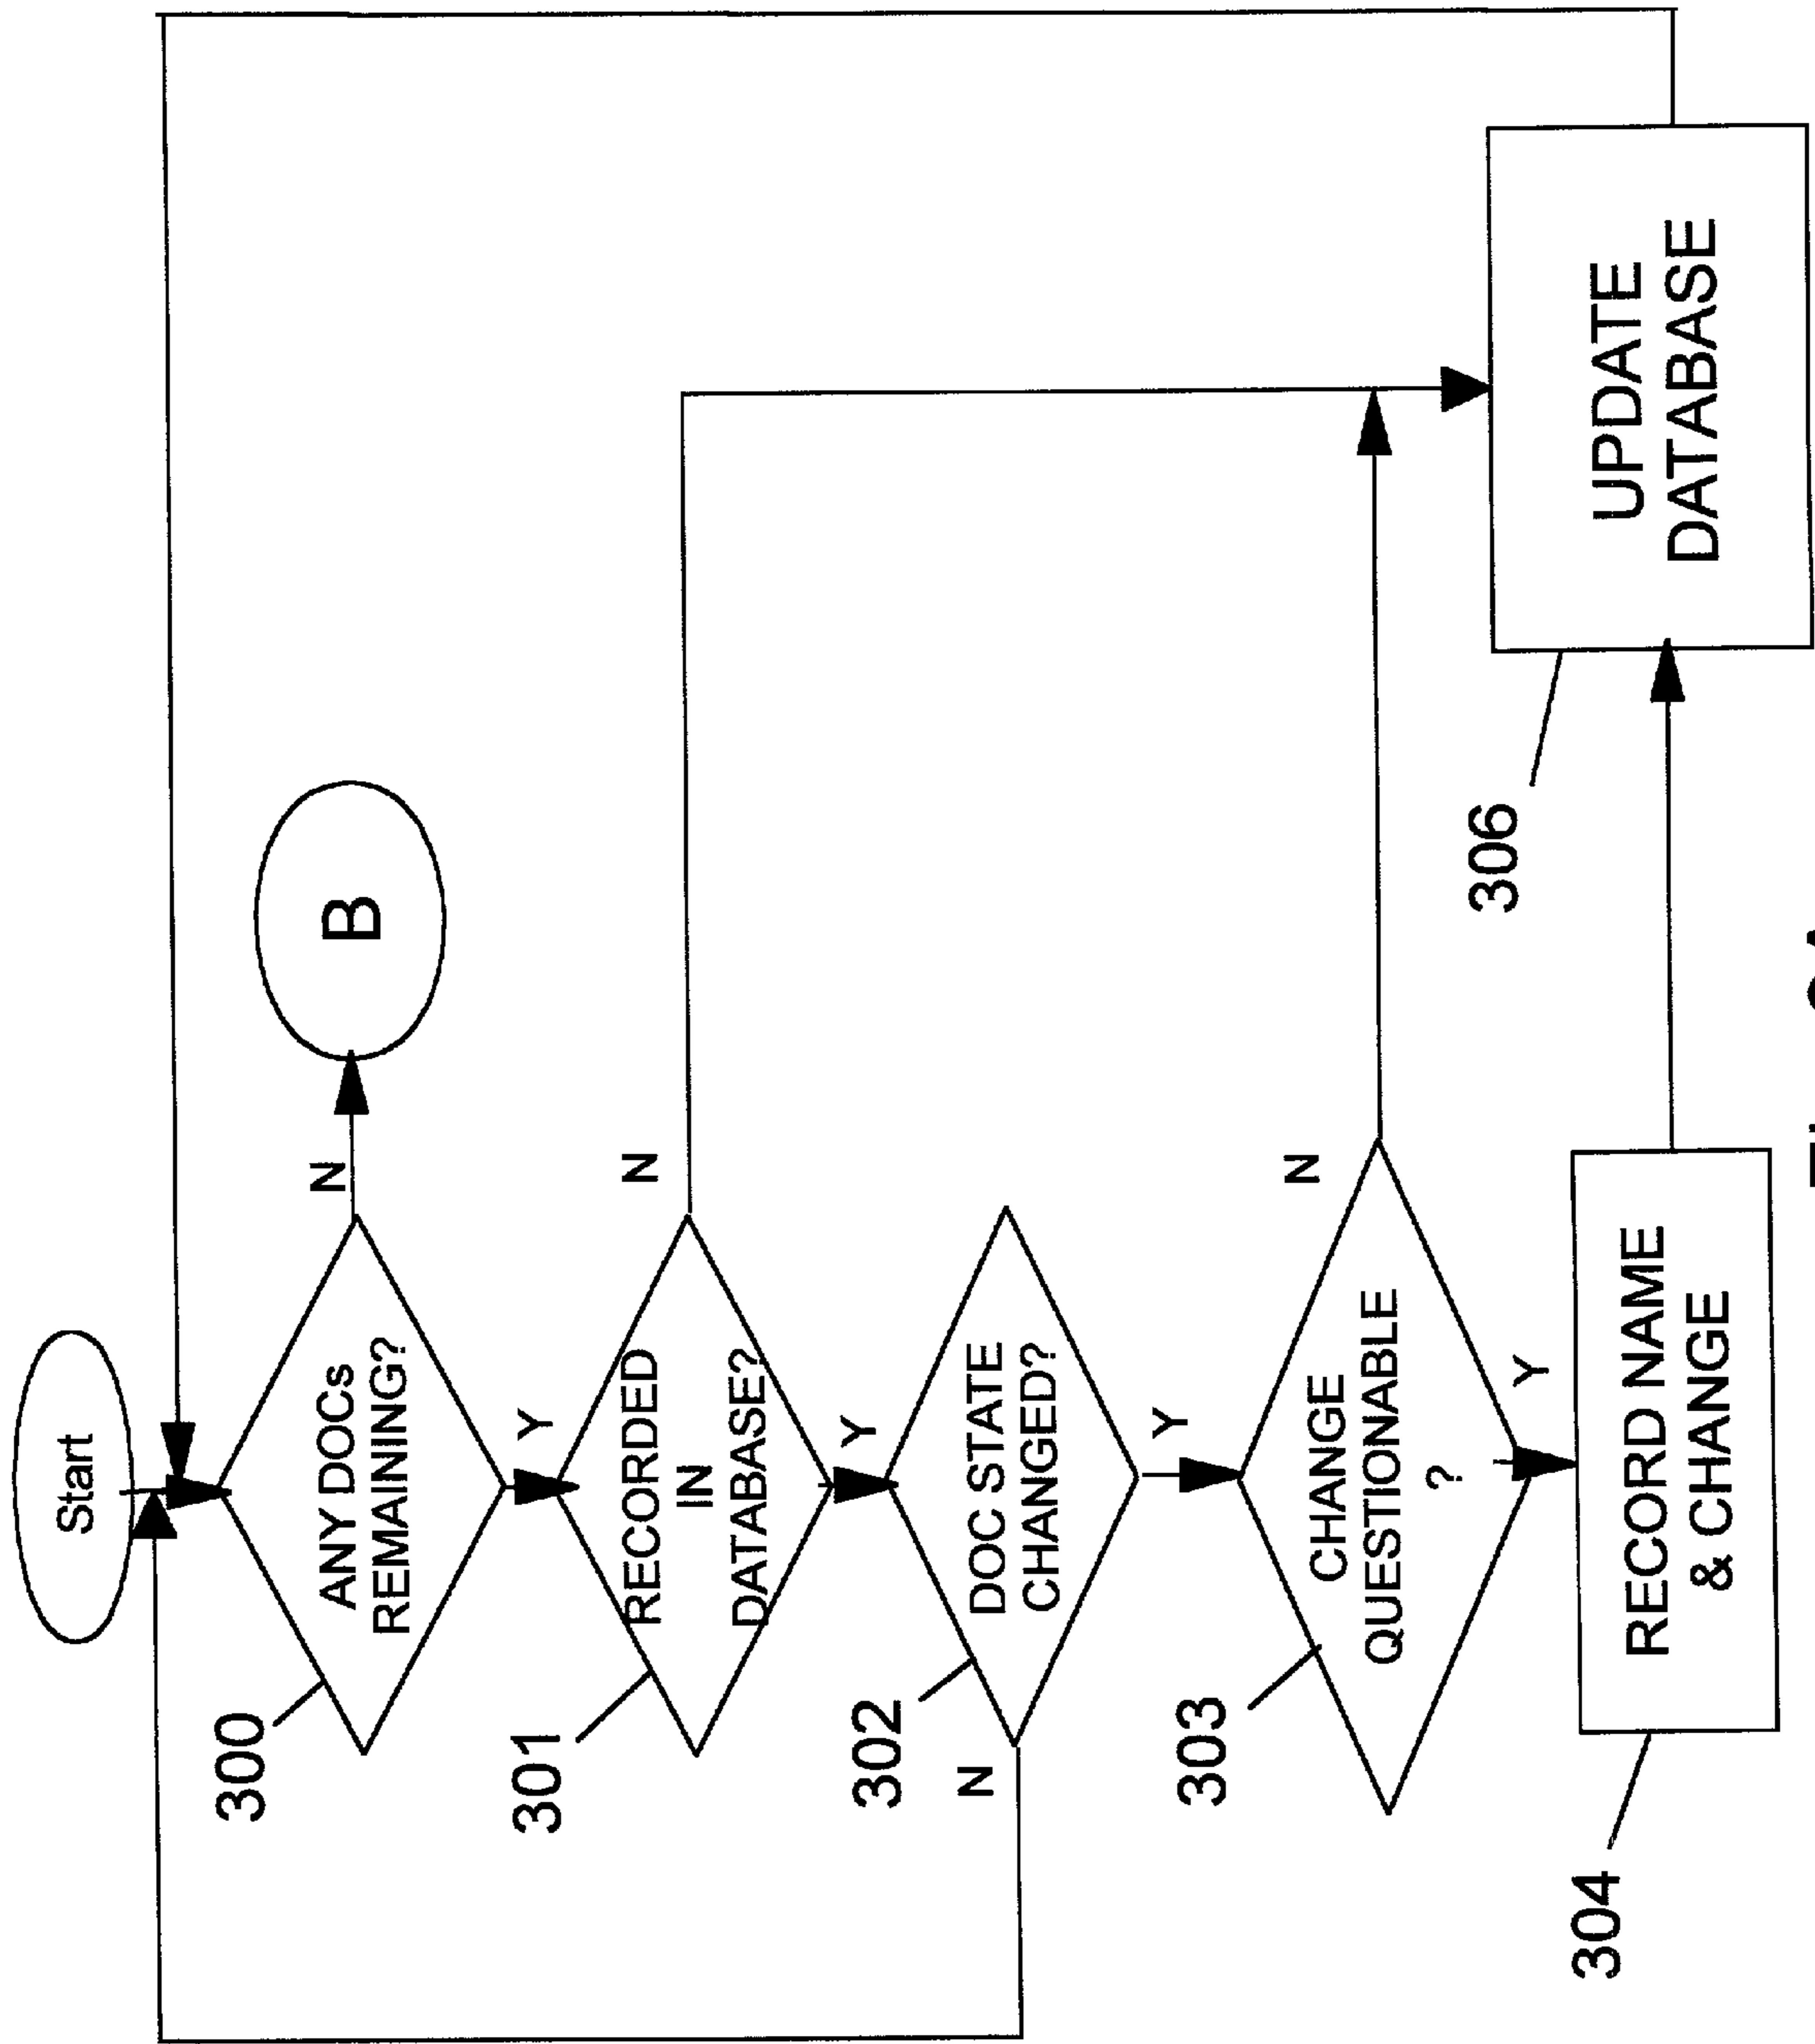 Start
300
ANY DOCs
REMAINING?
N
B
Y
301
RECORDED
IN
DATABASE?
N
Y
302
DOC STATE
CHANGED?
N
Y
303
CHANGE
QUESTIONABLE
?
N
Y
304
RECORD NAME
& CHANGE
306
UPDATE
DATABASE